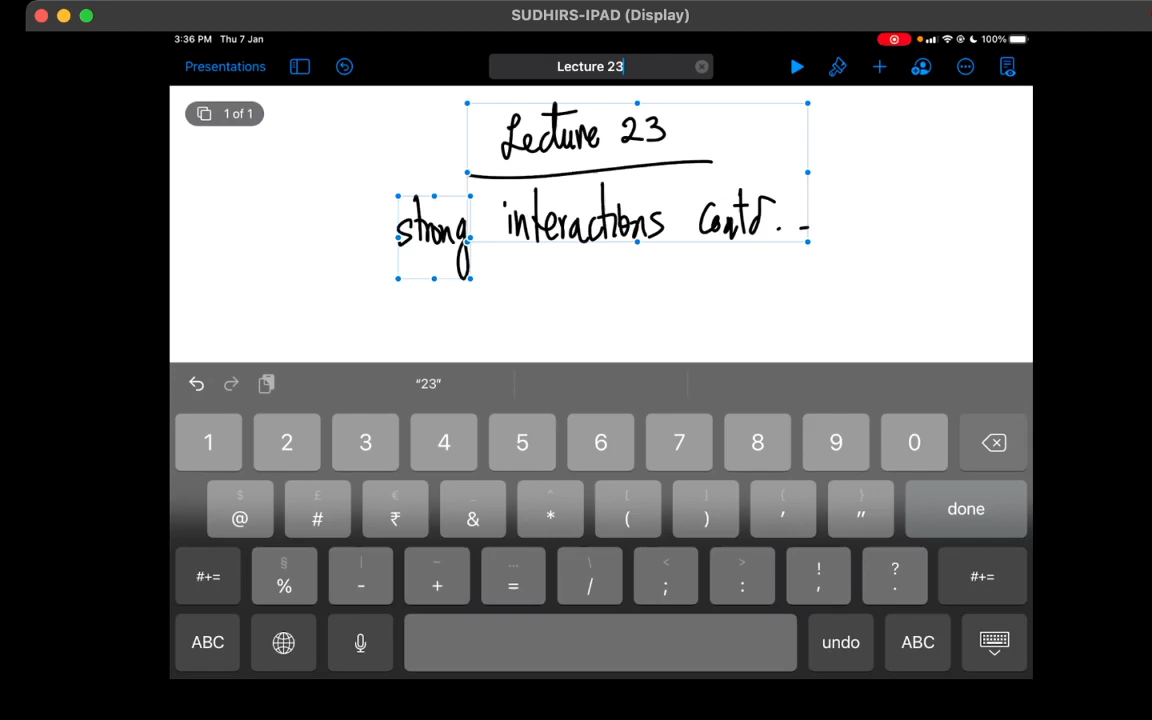 SUDHIRS-IPAD (Display)
3:36 PM Thu 7 Jan 100%
Presentations Lecture 23
1 of 1
Lecture 23
strong interactions contd. . -
“23”
1 2 3 4 5 6 7 8 9 0
$ £ € _ ^ [ ] { }
@ # ₹ & * ( ) ' " done
§ | ~ … \ < > ! ?
#+= % - + = / ; : , . #+=
ABC undo ABC